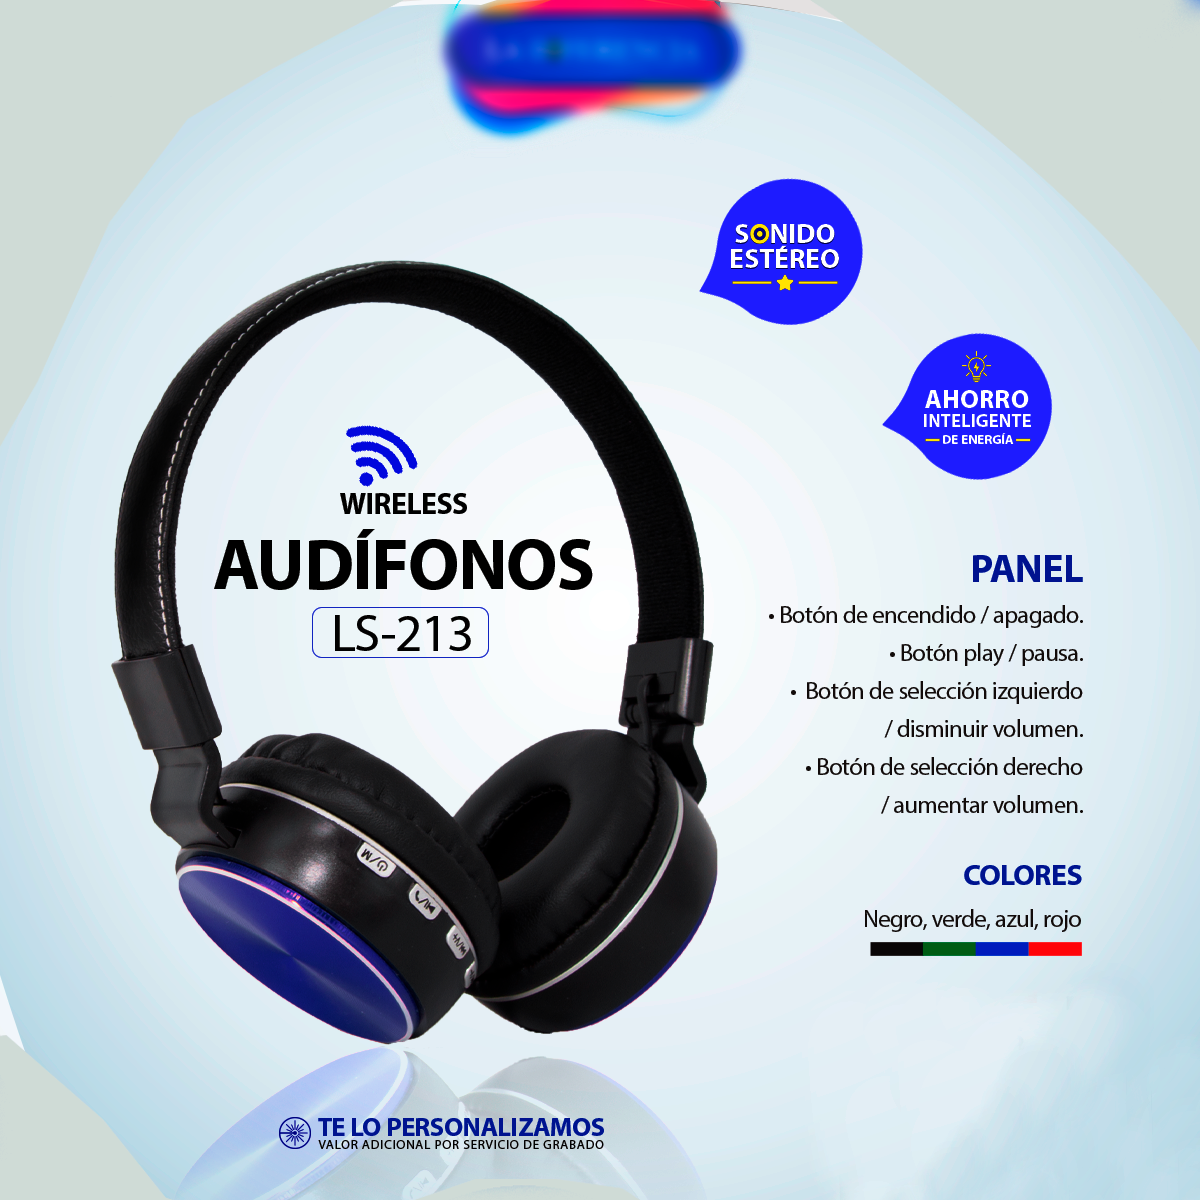 SONIDO
ESTÉREO
AHORRO
INTELIGENTE
DE ENERGÍA
WIRELESS
AUDÍFONOS
LS-213
PANEL
• Botón de encendido / apagado.
• Botón play / pausa.
• Botón de selección izquierdo
/ disminuir volumen.
• Botón de selección derecho
/ aumentar volumen.
COLORES
Negro, verde, azul, rojo
TE LO PERSONALIZAMOS
VALOR ADICIONAL POR SERVICIO DE GRABADO